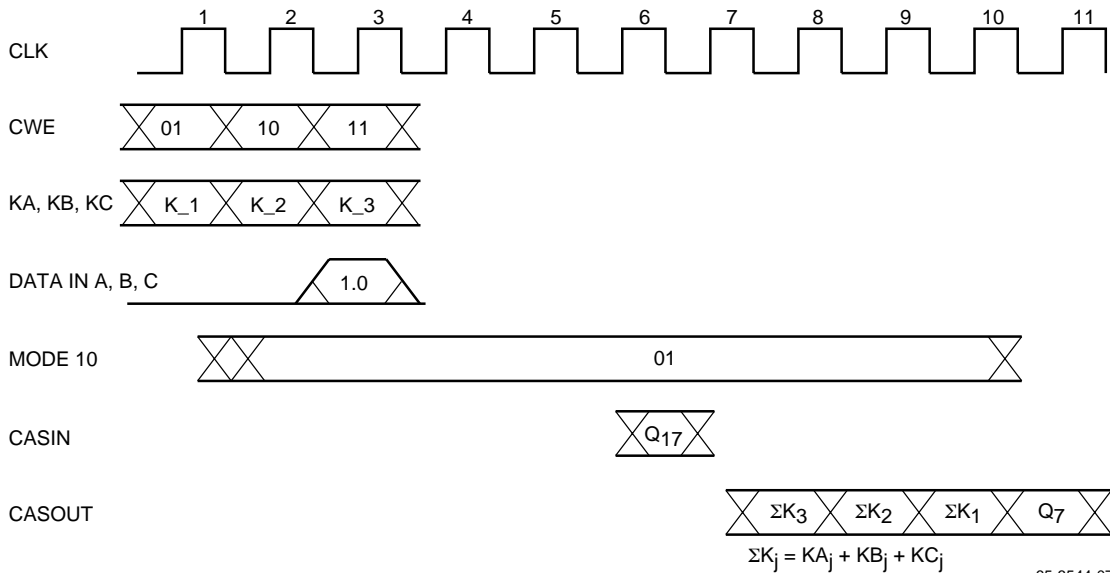 1 2 3 4 5 6 7 8 9 10 11
CLK
CWE 01 10 11
KA, KB, KC K_1 K_2 K_3
DATA IN A, B, C 1.0
MODE 10 01
CASIN Q17
CASOUT ΣK3 ΣK2 ΣK1 Q7
ΣKj = KAj + KBj + KCj